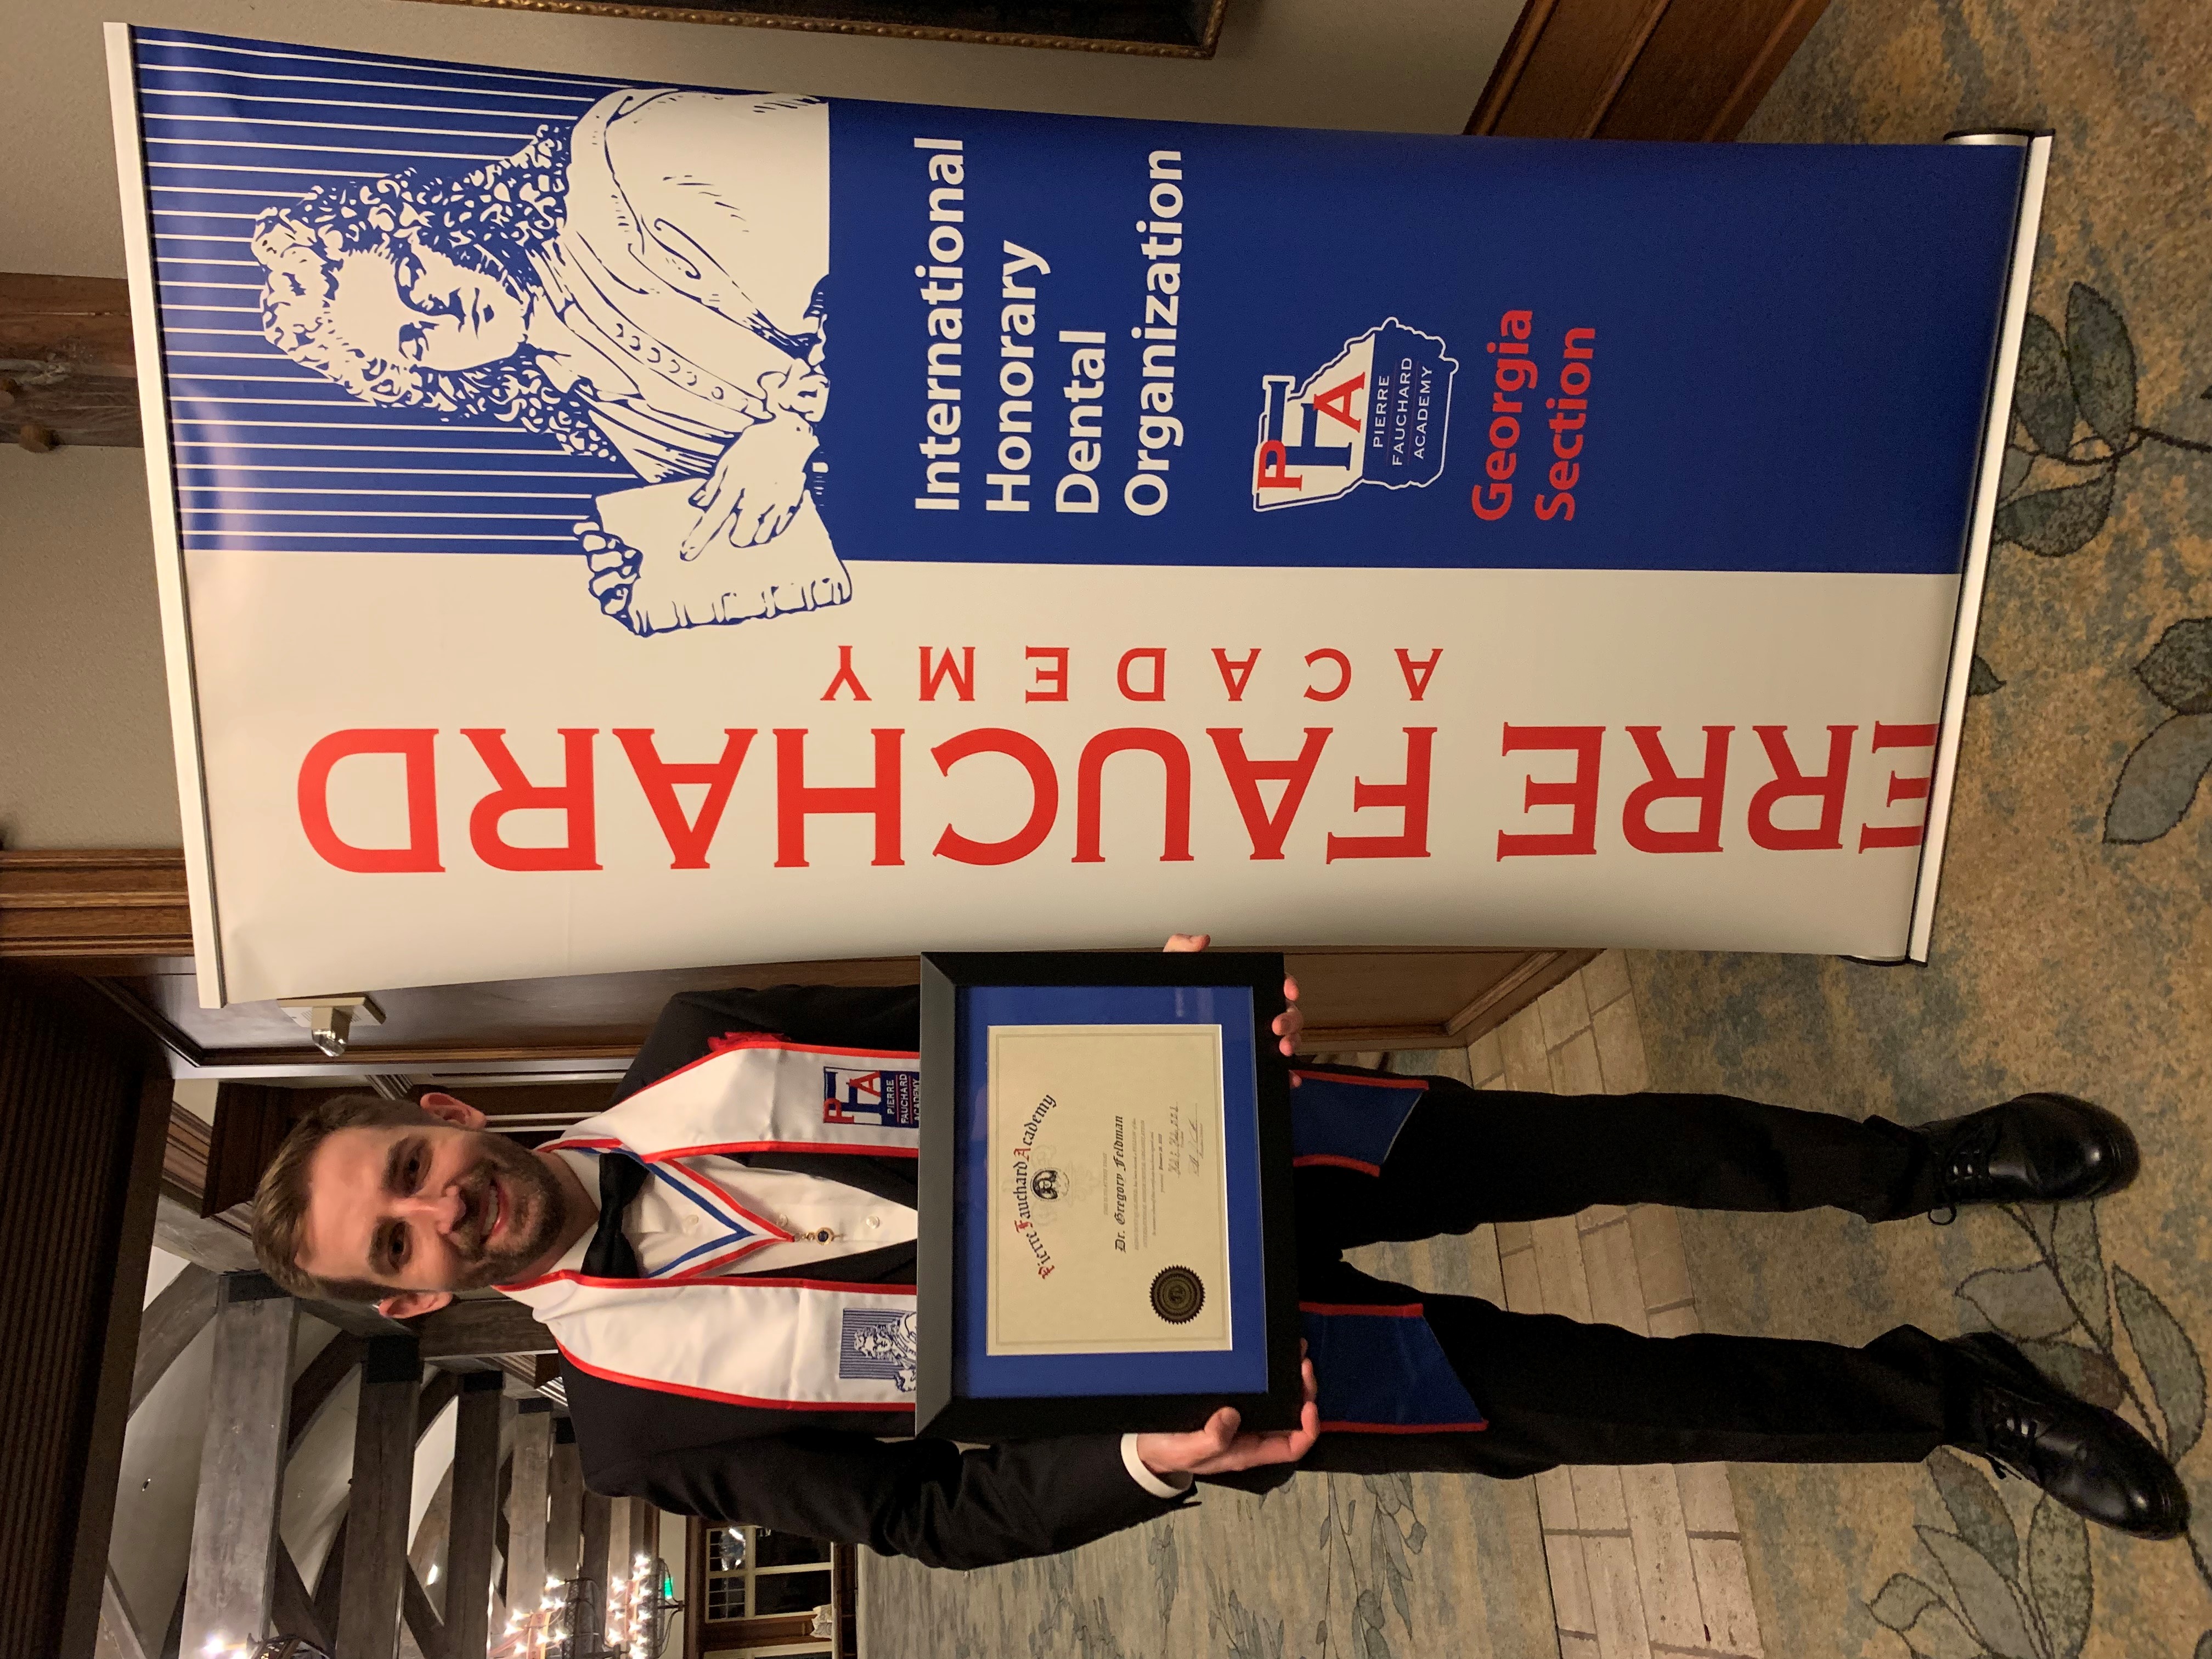 PIERRE
FAUCHARD
ACADEMY
Pierre Fauchard Academy
Dr. Gregory Feldman
ERRE FAUCHARD
ACADEMY
International
Honorary
Dental
Organization
PFA
PIERRE
FAUCHARD
ACADEMY
Georgia
Section